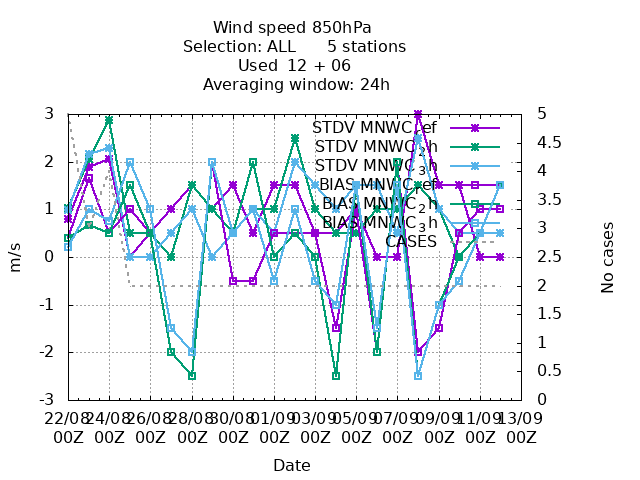 Wind speed 850hPa
Selection: ALL 5 stations
Used 12 + 06
Averaging window: 24h
STDV MNWC_ref
STDV MNWC_2h
STDV MNWC_3h
BIAS MNWC_ref
BIAS MNWC_2h
BIAS MNWC_3h
CASES
3
2
1
0
-1
-2
-3
m/s
5
4.5
4
3.5
3
2.5
2
1.5
1
0.5
0
No cases
22/08 24/08 26/08 28/08 30/08 01/09 03/09 05/09 07/09 09/09 11/09 13/09
00Z 00Z 00Z 00Z 00Z 00Z 00Z 00Z 00Z 00Z 00Z 00Z
Date